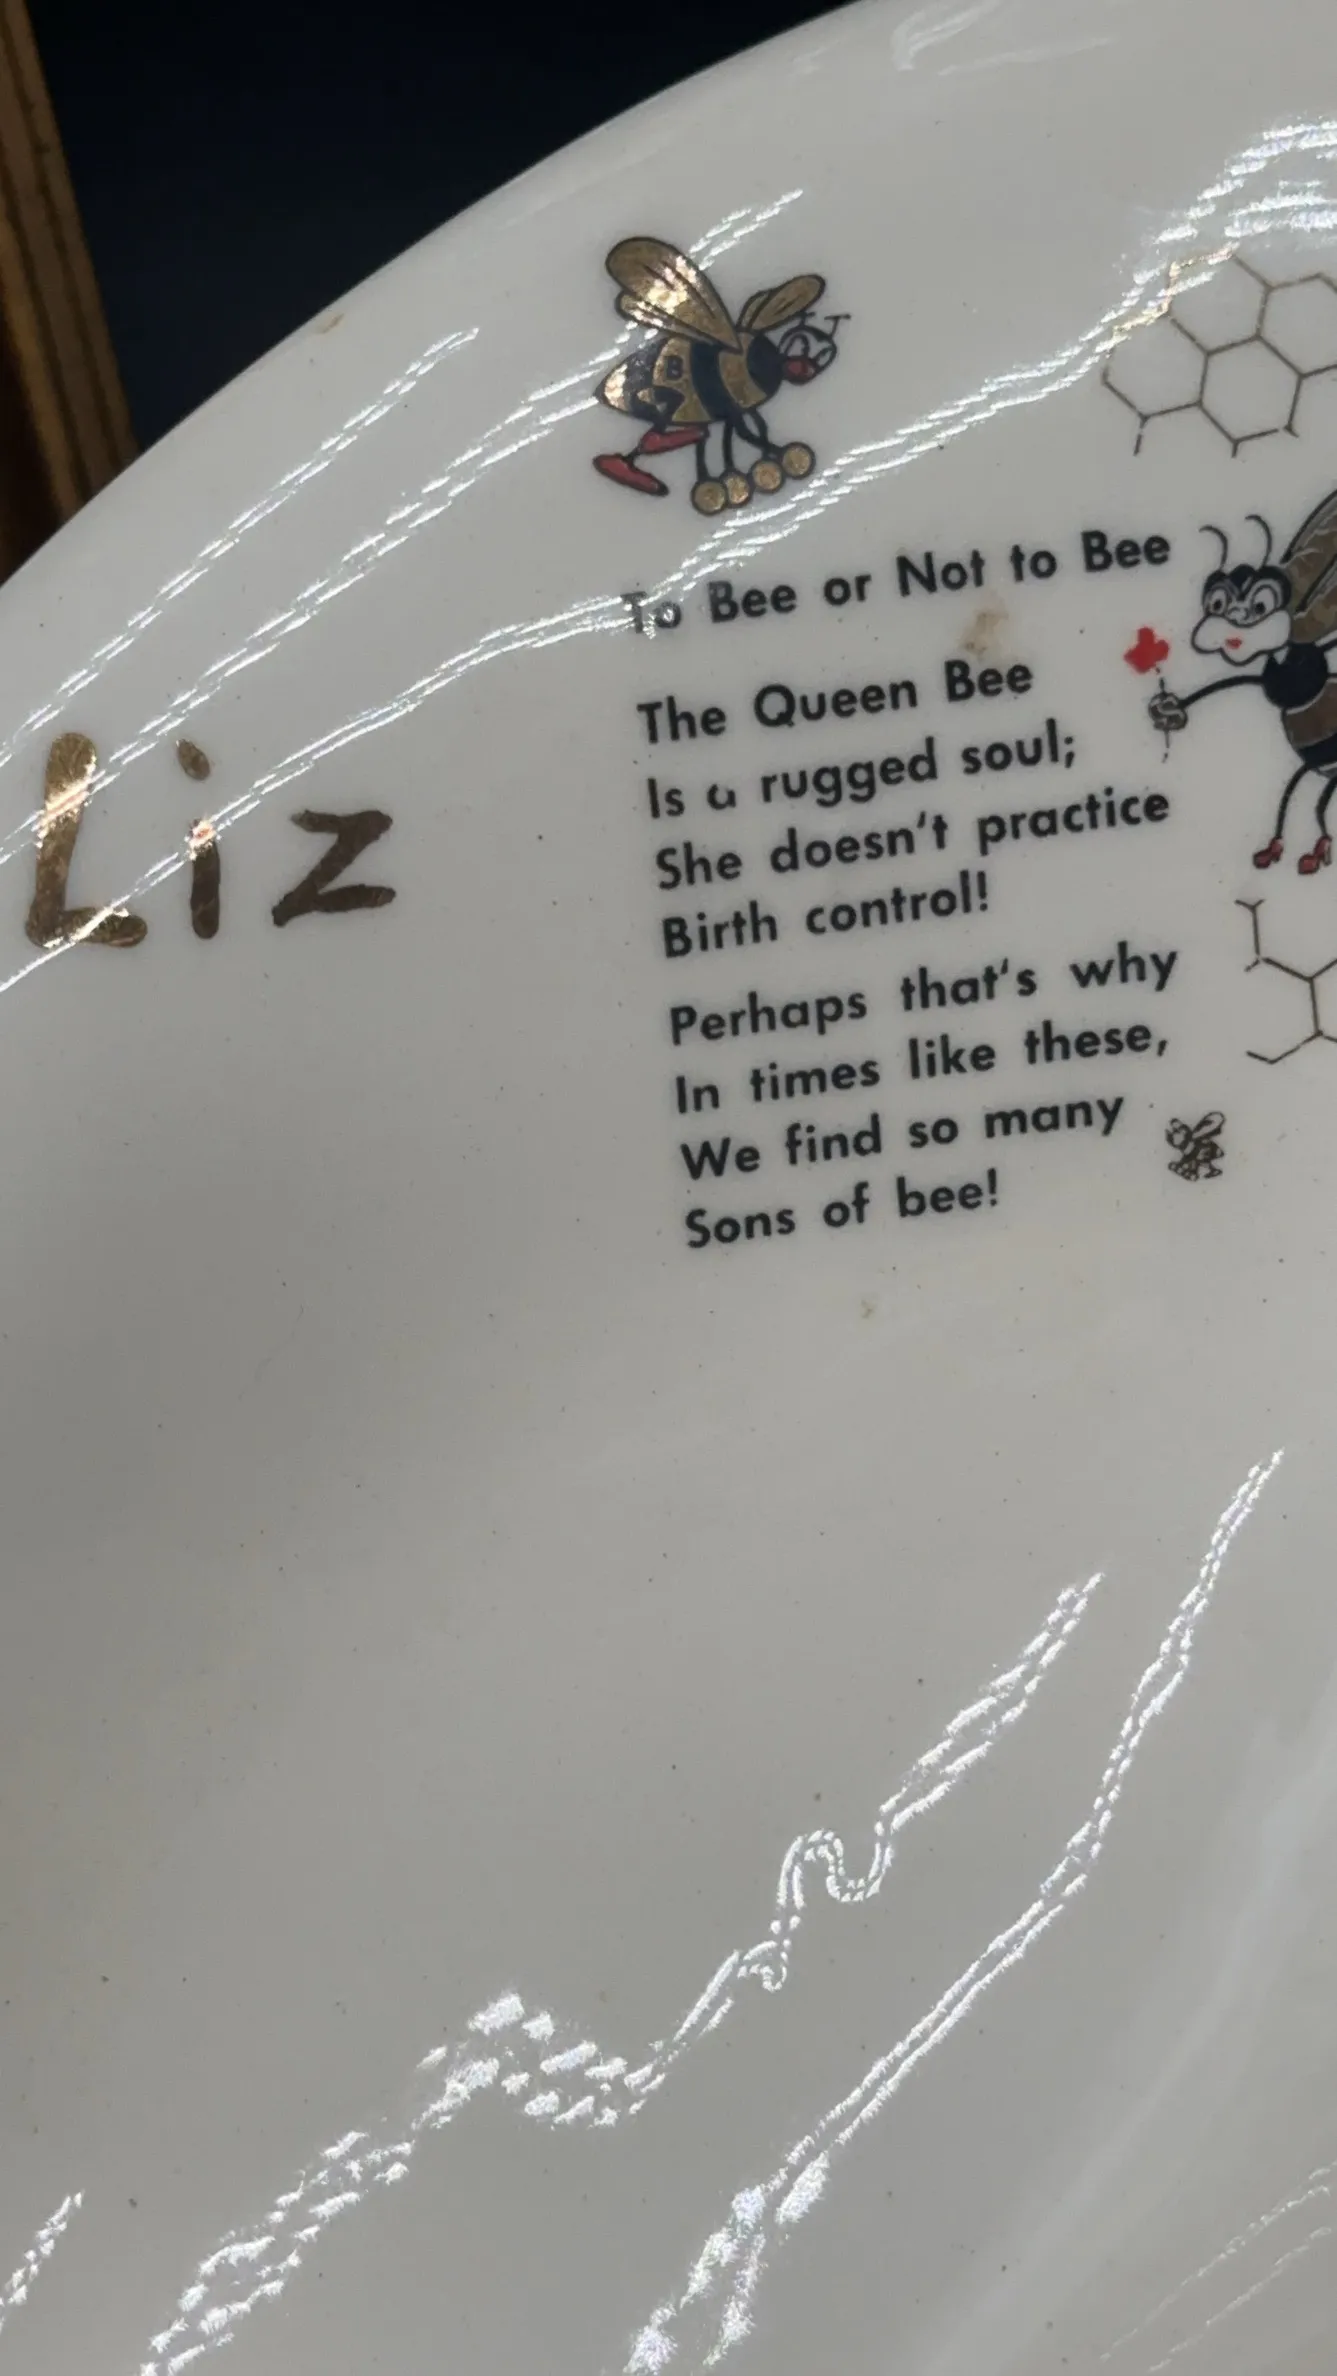 To Bee or Not to Bee
Liz
The Queen Bee
Is a rugged soul;
She doesn't practice
Birth control!
Perhaps that's why
In times like these,
We find so many
Sons of bee!